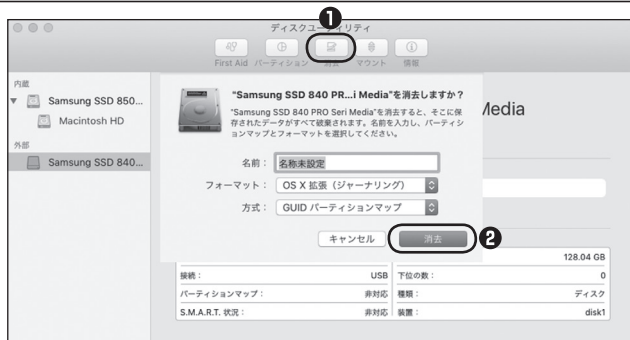 ディスクユーティリティ
❶
First Aid パーティション 消去 マウント 情報
内蔵
Samsung SSD 850...
Macintosh HD
外部
Samsung SSD 840...
Media
"Samsung SSD 840 PR...i Media"を消去しますか？
"Samsung SSD 840 PRO Seri Media"を消去すると、そこに保
存されたデータがすべて破棄されます。名前を入力し、パーティシ
ョンマップとフォーマットを選択してください。
名前： 名称未設定
フォーマット： OS X 拡張（ジャーナリング）
方式： GUID パーティションマップ
キャンセル 消去 ❷
128.04 GB
接続： USB 下位の数： 0
パーティションマップ： 非対応 種類： ディスク
S.M.A.R.T. 状況： 非対応 装置： disk1